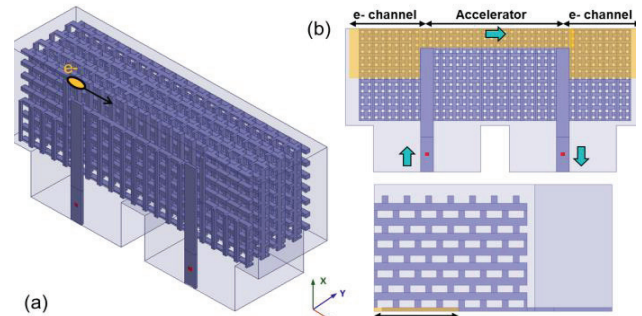 e-
(a)
X
Y
(b)
e- channel
Accelerator
e- channel